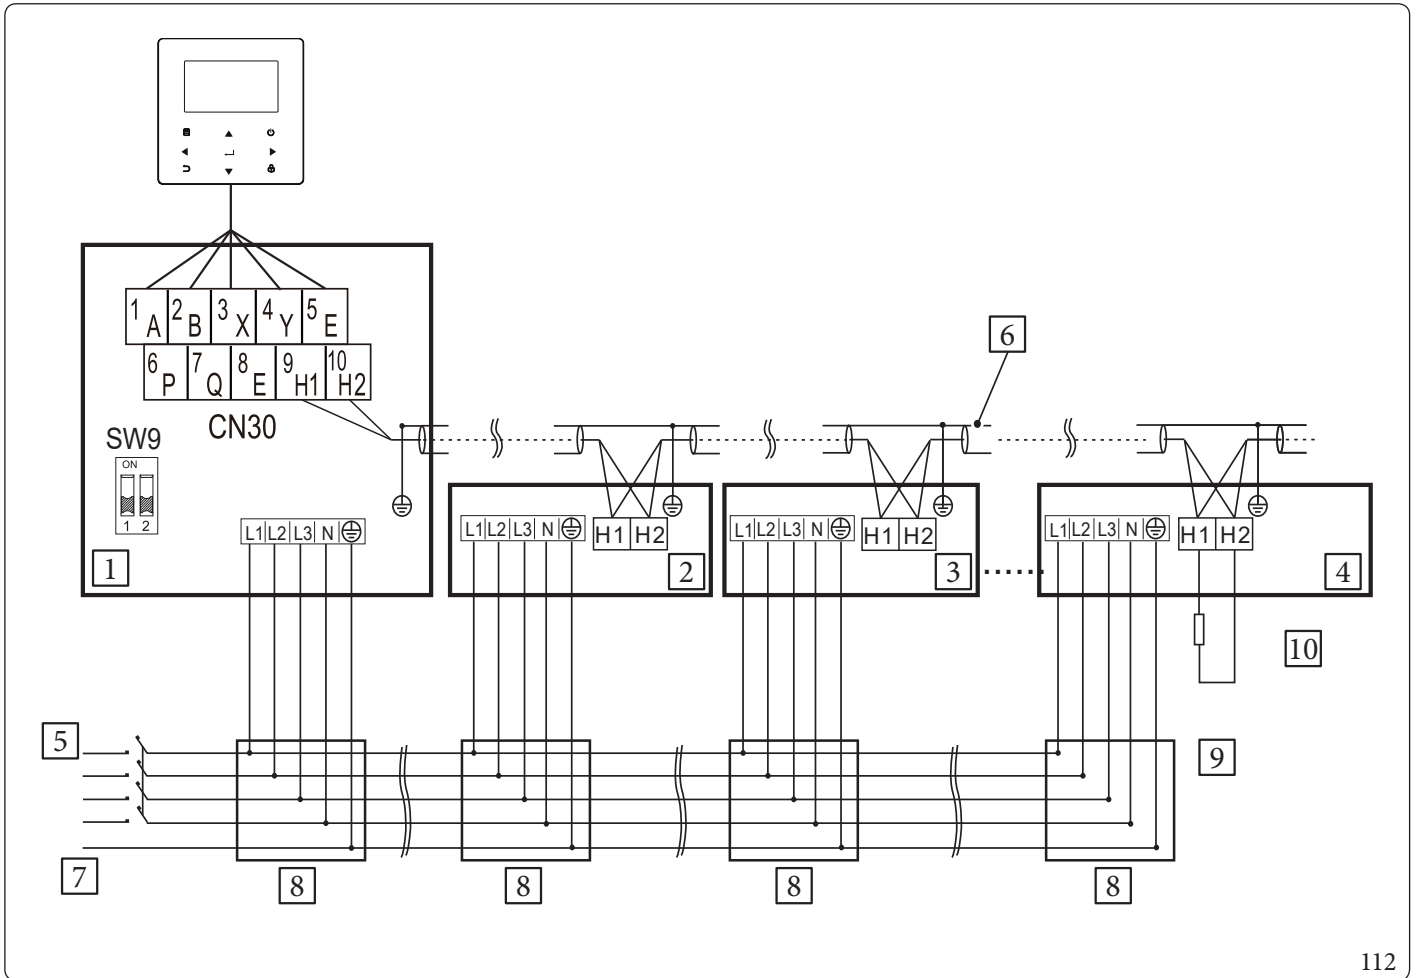 1 A 2 B 3 X 4 Y 5 E
6 P 7 Q 8 E 9 H1 10 H2
CN30
SW9
ON
1 2
L1 L2 L3 N
1
L1 L2 L3 N
H1 H2
2
L1 L2 L3 N
H1 H2
3
......
L1 L2 L3 N
H1 H2
4
6
10
5
9
7
8
8
8
8
112